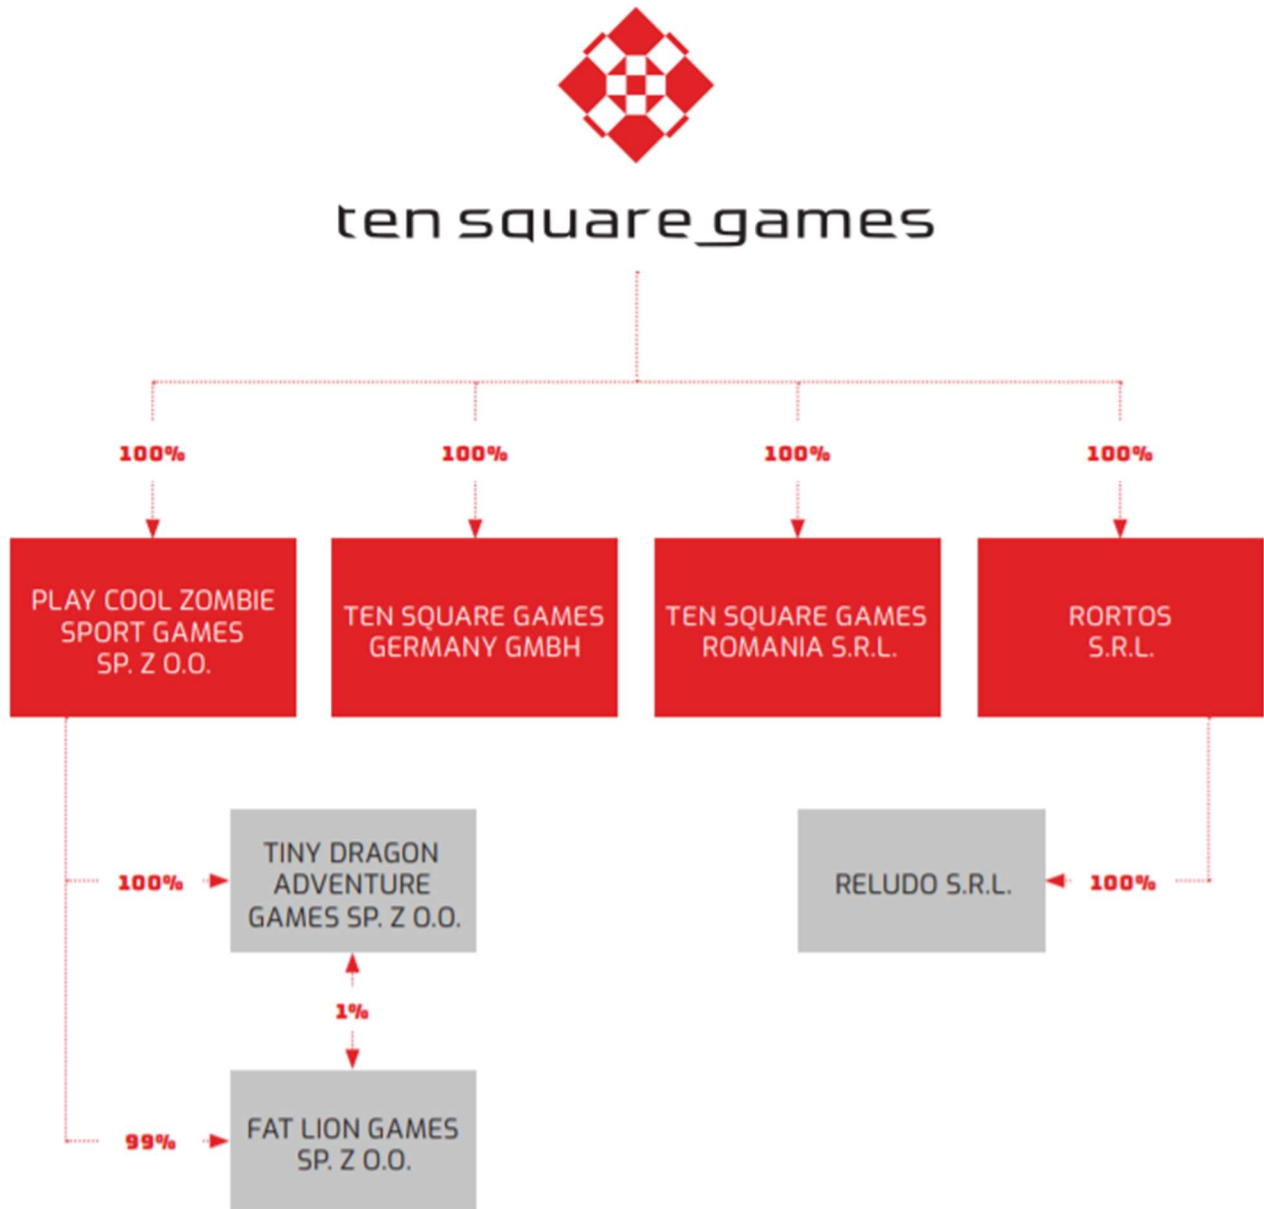 ten square games
100%
100%
100%
100%
PLAY COOL ZOMBIE
SPORT GAMES
SP. Z O.O.
TEN SQUARE GAMES
GERMANY GMBH
TEN SQUARE GAMES
ROMANIA S.R.L.
RORTOS
S.R.L.
TINY DRAGON
ADVENTURE
GAMES SP. Z O.O.
100%
RELUDO S.R.L.
100%
1%
FAT LION GAMES
SP. Z O.O.
99%